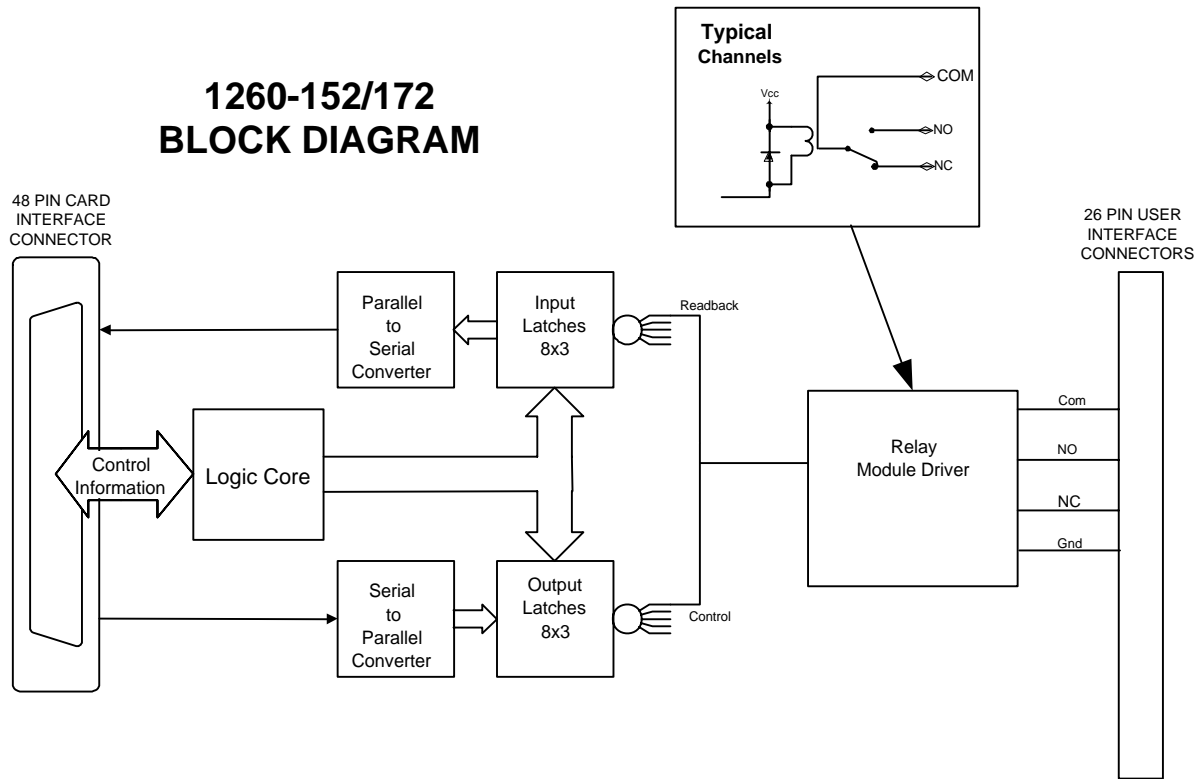 1260-152/172
BLOCK DIAGRAM
Typical
Channels
Vcc
COM
NO
NC
48 PIN CARD
INTERFACE
CONNECTOR
26 PIN USER
INTERFACE
CONNECTORS
Parallel
to
Serial
Converter
Input
Latches
8x3
Readback
Control
Information
Logic Core
Relay
Module Driver
Com
NO
NC
Gnd
Serial
to
Parallel
Converter
Output
Latches
8x3
Control